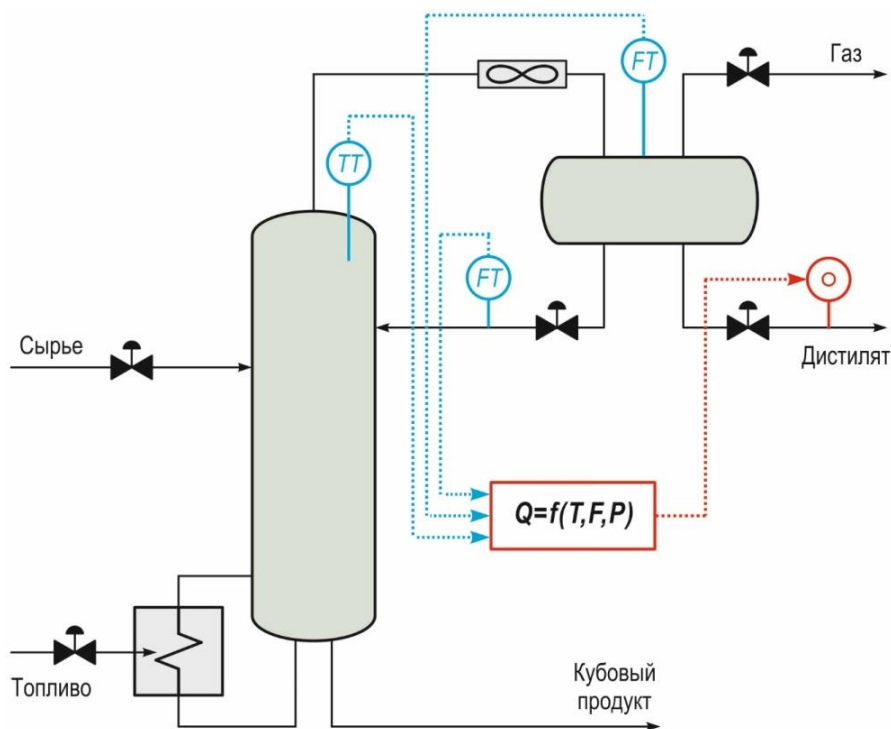 FT
Газ
TT
FT
Сырье
Дистилят
Q=f(T,F,P)
Топливо
Кубовый
продукт